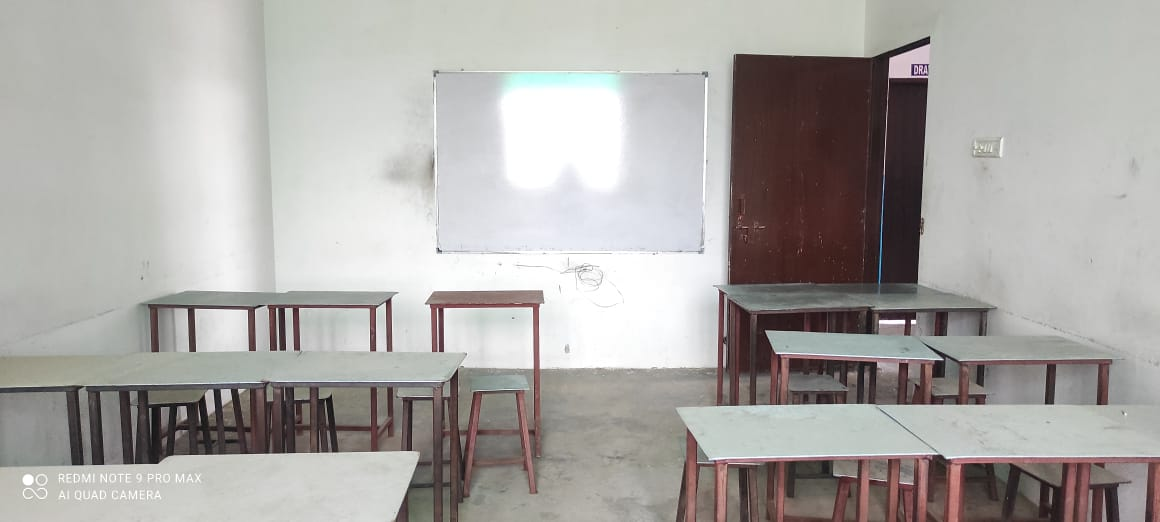 DRA
REDMI NOTE 9 PRO MAX
AI QUAD CAMERA